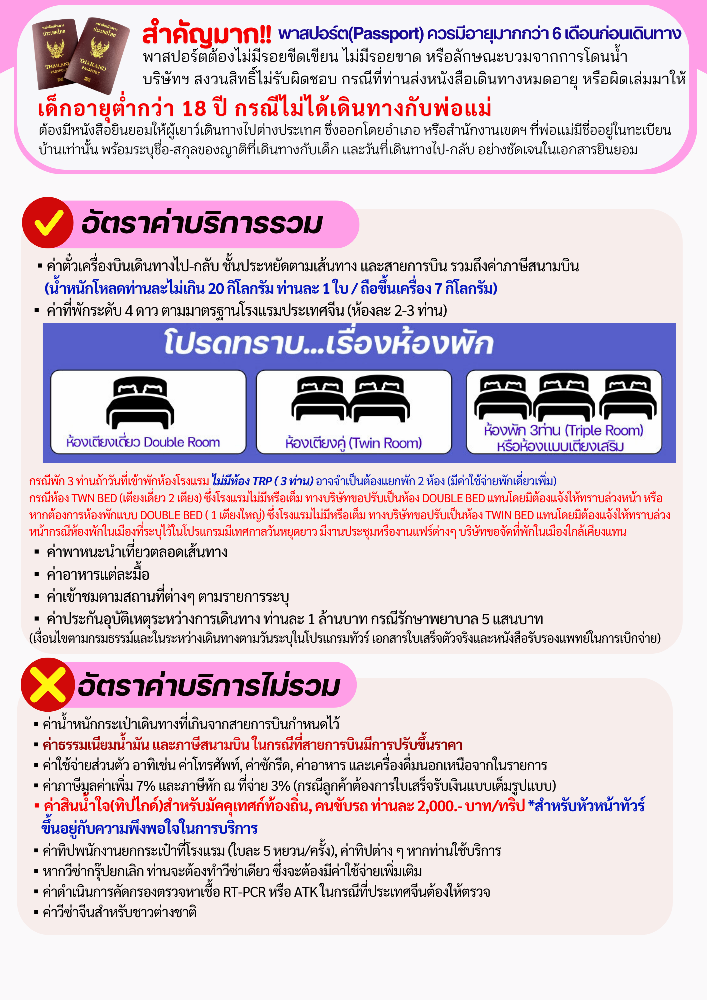 หนังสือเดินทาง
ประเทศไทย
THAILAND
PASSPORT
หนังสือเดินทาง
ประเทศไทย
THAILAND
PASSPORT
สำคัญมาก!! พาสปอร์ต(Passport) ควรมีอายุมากกว่า 6 เดือนก่อนเดินทาง
พาสปอร์ตต้องไม่มีรอยขีดเขียน ไม่มีรอยขาด หรือลักษณะบวมจากการโดนน้ำ
บริษัทฯ สงวนสิทธิ์ไม่รับผิดชอบ กรณีที่ท่านส่งหนังสือเดินทางหมดอายุ หรือผิดเล่มมาให้
เด็กอายุต่ำกว่า 18 ปี กรณีไม่ได้เดินทางกับพ่อแม่
ต้องมีหนังสือยินยอมให้ผู้เยาว์เดินทางไปต่างประเทศ ซึ่งออกโดยอำเภอ หรือสำนักงานเขตฯ ที่พ่อแม่มีชื่ออยู่ในทะเบียน
บ้านเท่านั้น พร้อมระบุชื่อ-สกุลของญาติที่เดินทางกับเด็ก และวันที่เดินทางไป-กลับ อย่างชัดเจนในเอกสารยินยอม
อัตราค่าบริการรวม
▪ ค่าตั๋วเครื่องบินเดินทางไป-กลับ ชั้นประหยัดตามเส้นทาง และสายการบิน รวมถึงค่าภาษีสนามบิน
(น้ำหนักโหลดท่านละไม่เกิน 20 กิโลกรัม ท่านละ 1 ใบ / ถือขึ้นเครื่อง 7 กิโลกรัม)
▪ ค่าที่พักระดับ 4 ดาว ตามมาตรฐานโรงแรมประเทศจีน (ห้องละ 2-3 ท่าน)
โปรดทราบ...เรื่องห้องพัก
ห้องเตียงเดี่ยว Double Room
ห้องเตียงคู่ (Twin Room)
ห้องพัก 3ท่าน (Triple Room)
หรือห้องแบบเตียงเสริม
กรณีพัก 3 ท่านถ้าวันที่เข้าพักห้องโรงแรม ไม่มีห้อง TRP ( 3 ท่าน) อาจจำเป็นต้องแยกพัก 2 ห้อง (มีค่าใช้จ่ายพักเดี่ยวเพิ่ม)
กรณีห้อง TWN BED (เตียงเดี่ยว 2 เตียง) ซึ่งโรงแรมไม่มีหรือเต็ม ทางบริษัทขอปรับเป็นห้อง DOUBLE BED แทนโดยมิต้องแจ้งให้ทราบล่วงหน้า หรือ
หากต้องการห้องพักแบบ DOUBLE BED ( 1 เตียงใหญ่) ซึ่งโรงแรมไม่มีหรือเต็ม ทางบริษัทขอปรับเป็นห้อง TWIN BED แทนโดยมิต้องแจ้งให้ทราบล่วง
หน้ากรณีห้องพักในเมืองที่ระบุไว้ในโปรแกรมมีเทศกาลวันหยุดยาว มีงานประชุมหรืองานแฟร์ต่างๆ บริษัทขอจัดที่พักในเมืองใกล้เคียงแทน
▪ ค่าพาหนะนำเที่ยวตลอดเส้นทาง
▪ ค่าอาหารแต่ละมื้อ
▪ ค่าเข้าชมตามสถานที่ต่างๆ ตามรายการระบุ
▪ ค่าประกันอุบัติเหตุระหว่างการเดินทาง ท่านละ 1 ล้านบาท กรณีรักษาพยาบาล 5 แสนบาท
(เงื่อนไขตามกรมธรรม์และในระหว่างเดินทางตามวันระบุในโปรแกรมทัวร์ เอกสารใบเสร็จตัวจริงและหนังสือรับรองแพทย์ในการเบิกจ่าย)
อัตราค่าบริการไม่รวม
▪ ค่าน้ำหนักกระเป๋าเดินทางที่เกินจากสายการบินกำหนดไว้
▪ ค่าธรรมเนียมน้ำมัน และภาษีสนามบิน ในกรณีที่สายการบินมีการปรับขึ้นราคา
▪ ค่าใช้จ่ายส่วนตัว อาทิเช่น ค่าโทรศัพท์, ค่าซักรีด, ค่าอาหาร และเครื่องดื่มนอกเหนือจากในรายการ
▪ ค่าภาษีมูลค่าเพิ่ม 7% และภาษีหัก ณ ที่จ่าย 3% (กรณีลูกค้าต้องการใบเสร็จรับเงินแบบเต็มรูปแบบ)
▪ ค่าสินน้ำใจ(ทิปไกด์)สำหรับมัคคุเทศก์ท้องถิ่น, คนขับรถ ท่านละ 2,000.- บาท/ทริป *สำหรับหัวหน้าทัวร์
ขึ้นอยู่กับความพึงพอใจในการบริการ
▪ ค่าทิปพนักงานยกกระเป๋าที่โรงแรม (ใบละ 5 หยวน/ครั้ง), ค่าทิปต่าง ๆ หากท่านใช้บริการ
▪ หากวีซ่ากรุ๊ปยกเลิก ท่านจะต้องทำวีซ่าเดียว ซึ่งจะต้องมีค่าใช้จ่ายเพิ่มเติม
▪ ค่าดำเนินการคัดกรองตรวจหาเชื้อ RT-PCR หรือ ATK ในกรณีที่ประเทศจีนต้องให้ตรวจ
▪ ค่าวีซ่าจีนสำหรับชาวต่างชาติ